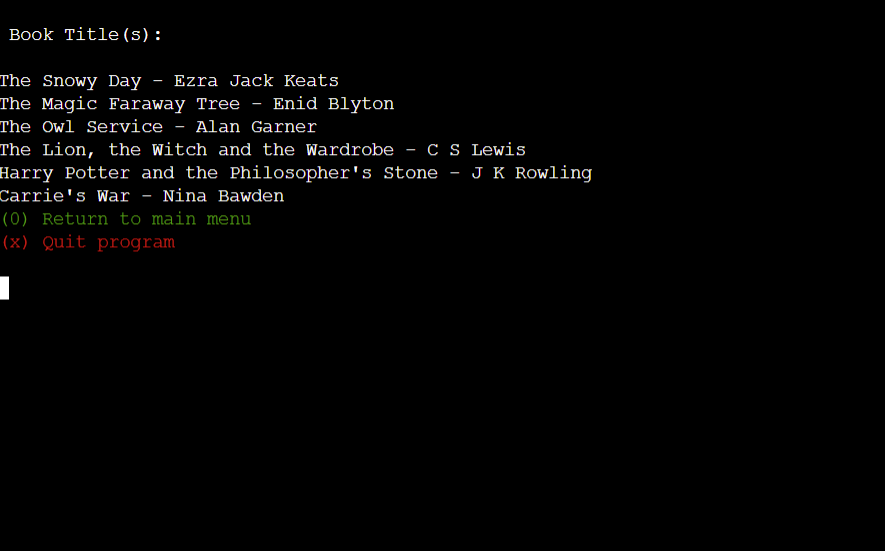 Book Title(s):
The Snowy Day - Ezra Jack Keats
The Magic Faraway Tree - Enid Blyton
The Owl Service - Alan Garner
The Lion, the Witch and the Wardrobe - C S Lewis
Harry Potter and the Philosopher's Stone - J K Rowling
Carrie's War - Nina Bawden
(0) Return to main menu
(x) Quit program